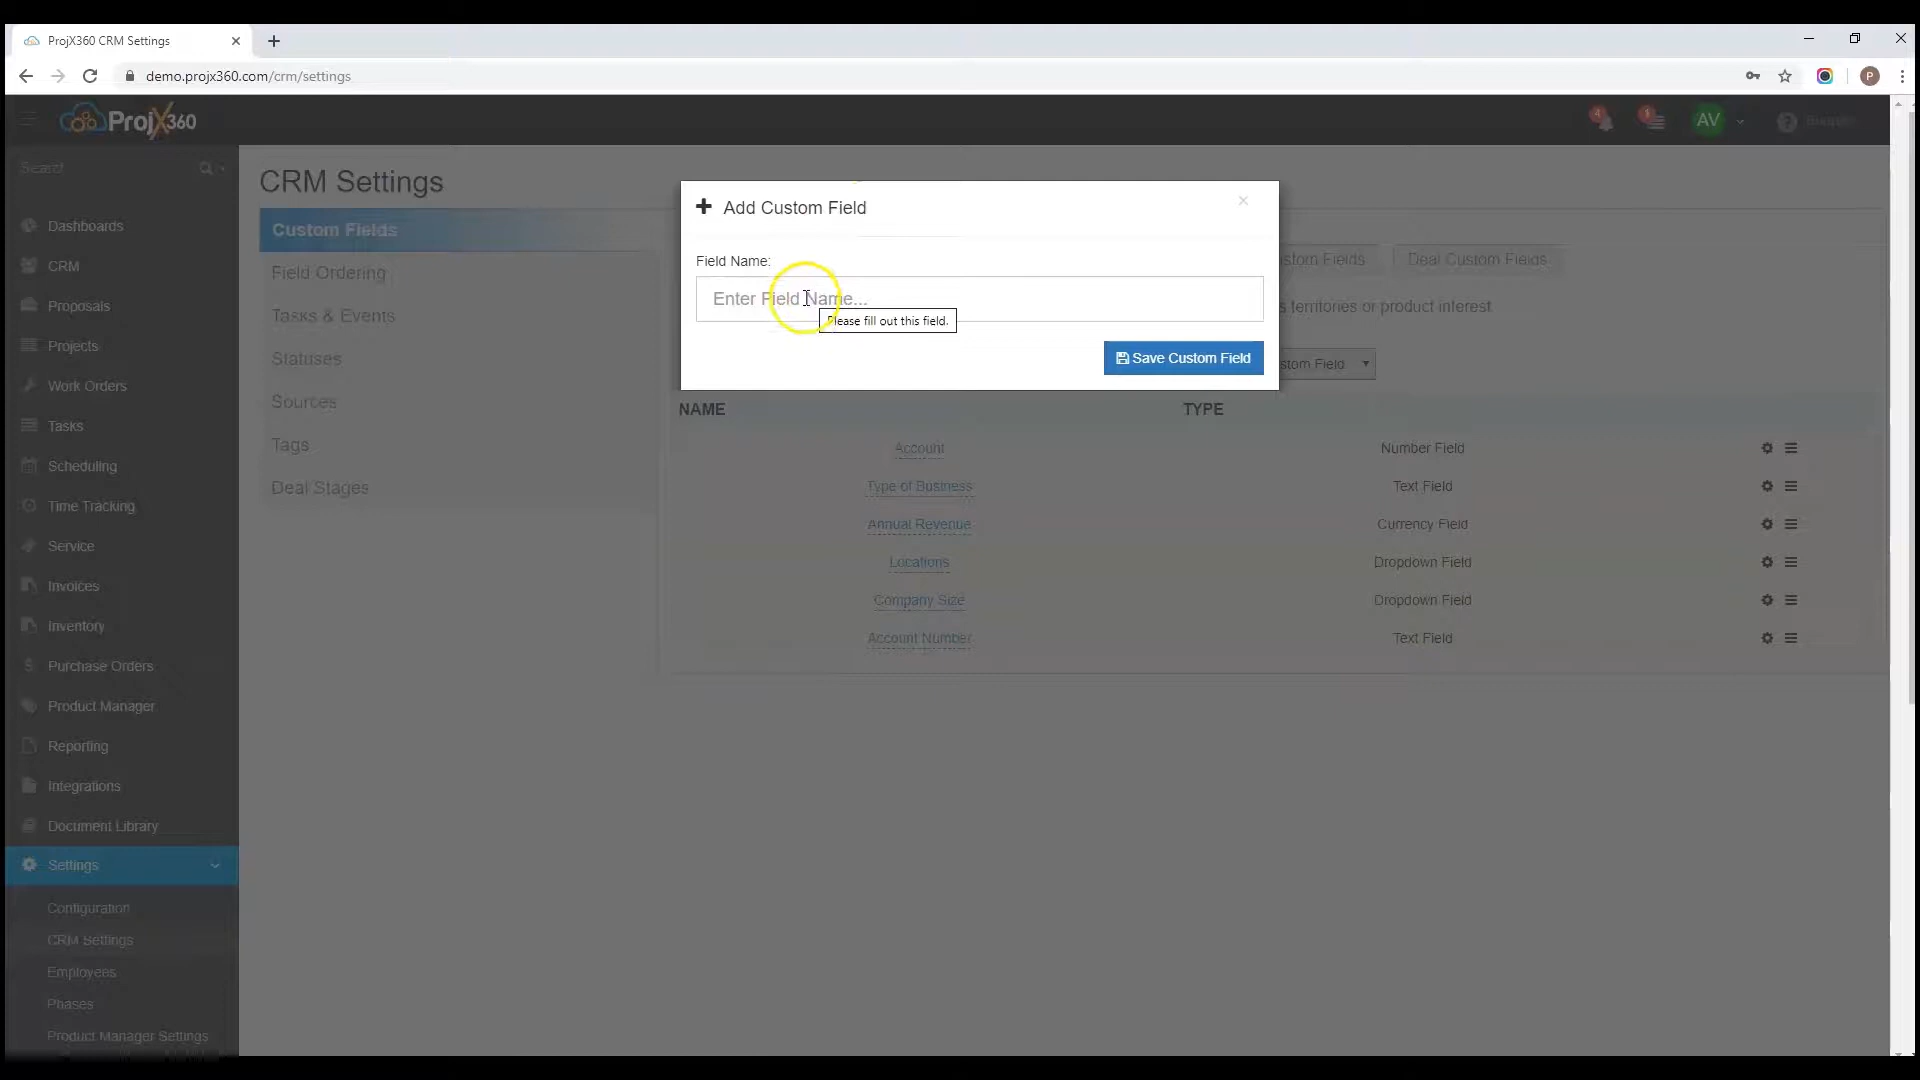 ProjX360 CRM Settings
demo.projx360.com/crm/settings
P
ProjX360
4
1
AV
Search
Dashboards
CRM
Proposals
Projects
Work Orders
Tasks
Scheduling
Time Tracking
Service
Invoices
Inventory
Purchase Orders
Product Manager
Reporting
Integrations
Document Library
Settings
Configuration
CRM Settings
Employees
Phases
Product Manager Settings
CRM Settings
Custom Fields
Field Ordering
Tasks & Events
Statuses
Sources
Tags
Deal Stages
Add Custom Field
×
Field Name:
Enter Field Name...
Please fill out this field.
Save Custom Field
stom Fields Deal Custom Fields
s territories or product interest.
stom Field
NAME TYPE
Account Number Field
Type of Business Text Field
Annual Revenue Currency Field
Locations Dropdown Field
Company Size Dropdown Field
Account Number Text Field